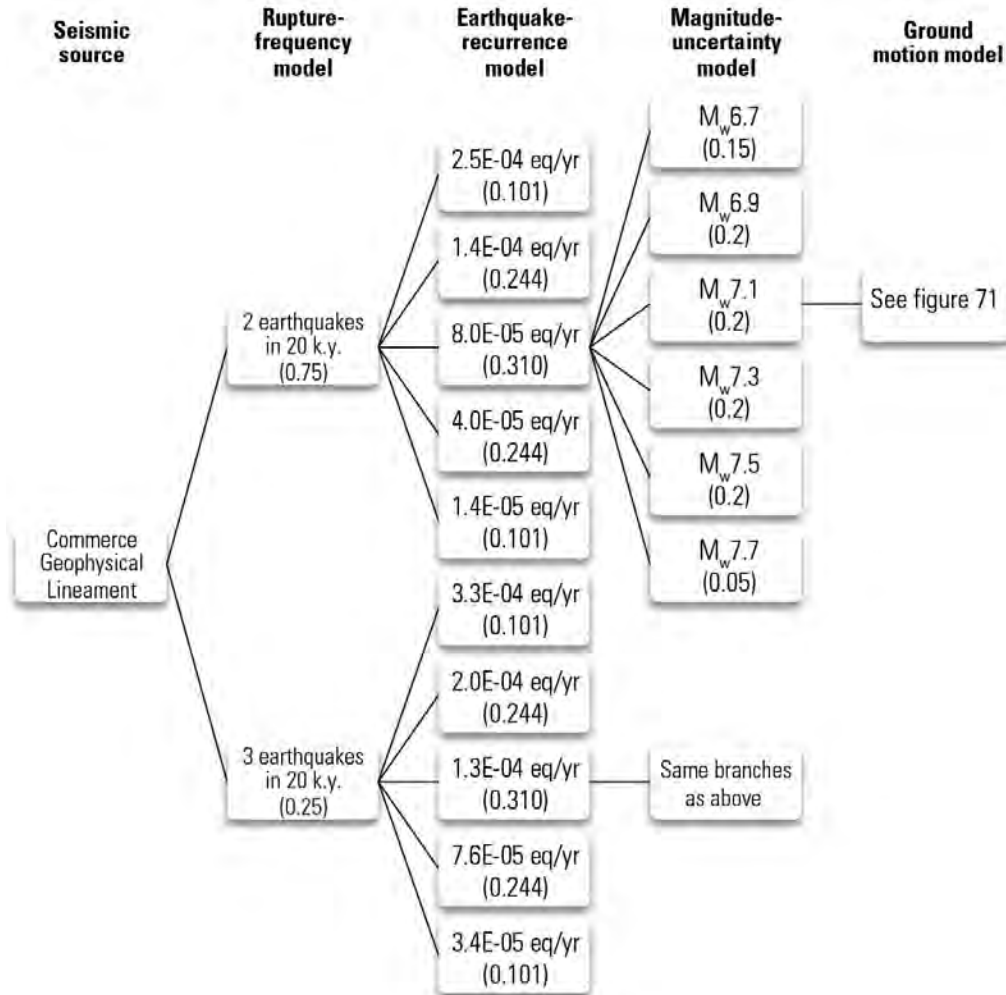 Seismic
source
Rupture-
frequency
model
Earthquake-
recurrence
model
Magnitude-
uncertainty
model
Ground
motion model
Commerce
Geophysical
Lineament
2 earthquakes
in 20 k.y.
(0.75)
3 earthquakes
in 20 k.y.
(0.25)
2.5E-04 eq/yr
(0.101)
1.4E-04 eq/yr
(0.244)
8.0E-05 eq/yr
(0.310)
4.0E-05 eq/yr
(0.244)
1.4E-05 eq/yr
(0.101)
3.3E-04 eq/yr
(0.101)
2.0E-04 eq/yr
(0.244)
1.3E-04 eq/yr
(0.310)
7.6E-05 eq/yr
(0.244)
3.4E-05 eq/yr
(0.101)
Mw6.7
(0.15)
Mw6.9
(0.2)
Mw7.1
(0.2)
Mw7.3
(0.2)
Mw7.5
(0.2)
Mw7.7
(0.05)
Same branches
as above
See figure 71